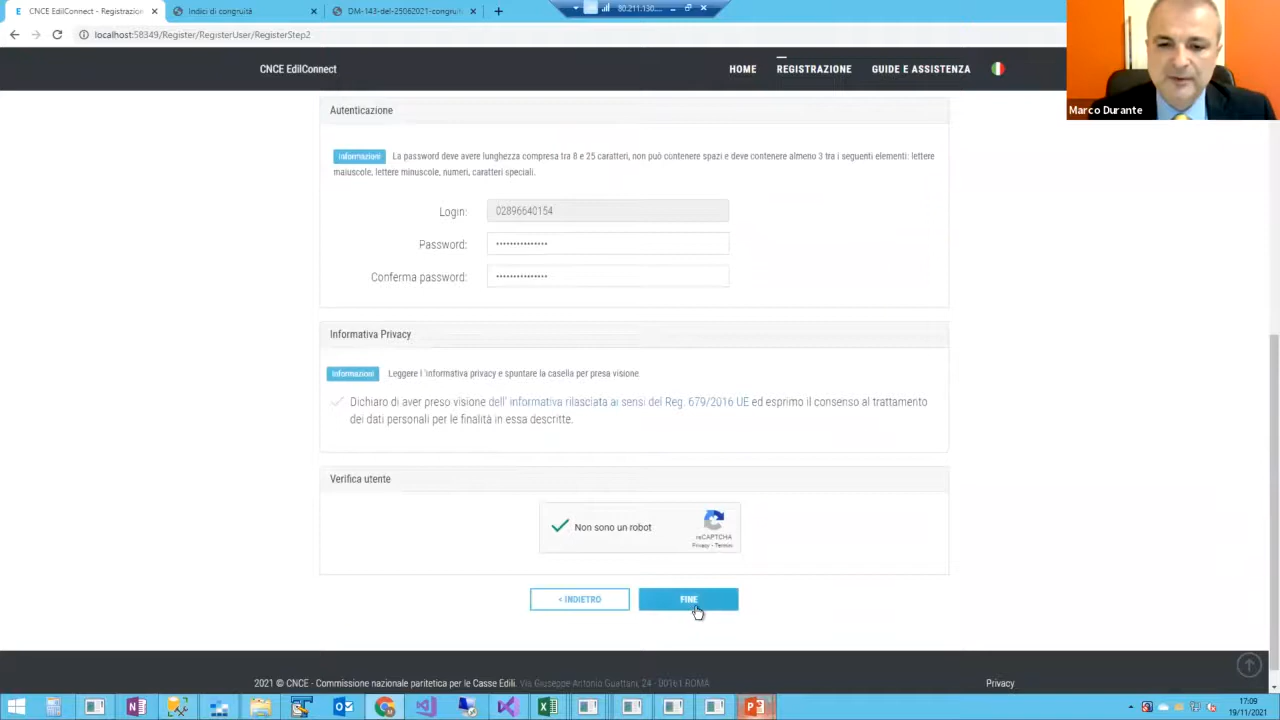 CNCE EdilConnect - Registrazio
Indici di congruità
DM-143-del-25062021-congruit
80.211.130....
localhost:58349/Register/RegisterUser/RegisterStep2
CNCE EdilConnect
HOME
REGISTRAZIONE
GUIDE E ASSISTENZA
Marco Durante
Autenticazione
Informazioni
La password deve avere lunghezza compresa tra 8 e 25 caratteri, non può contenere spazi e deve contenere almeno 3 tra i seguenti elementi: lettere
maiuscole, lettere minuscole, numeri, caratteri speciali.
Login:
02896640154
Password:
Conferma password:
Informativa Privacy
Informazioni
Leggere l 'informativa privacy e spuntare la casella per presa visione.
Dichiaro di aver preso visione dell' informativa rilasciata ai sensi del Reg. 679/2016 UE ed esprimo il consenso al trattamento
dei dati personali per le finalità in essa descritte.
Verifica utente
Non sono un robot
reCAPTCHA
Privacy - Termini
< INDIETRO
FINE
2021 © CNCE - Commissione nazionale paritetica per le Casse Edili. Via Giuseppe Antonio Guattani, 24 - 00161 ROMA
Privacy
17:09
19/11/2021